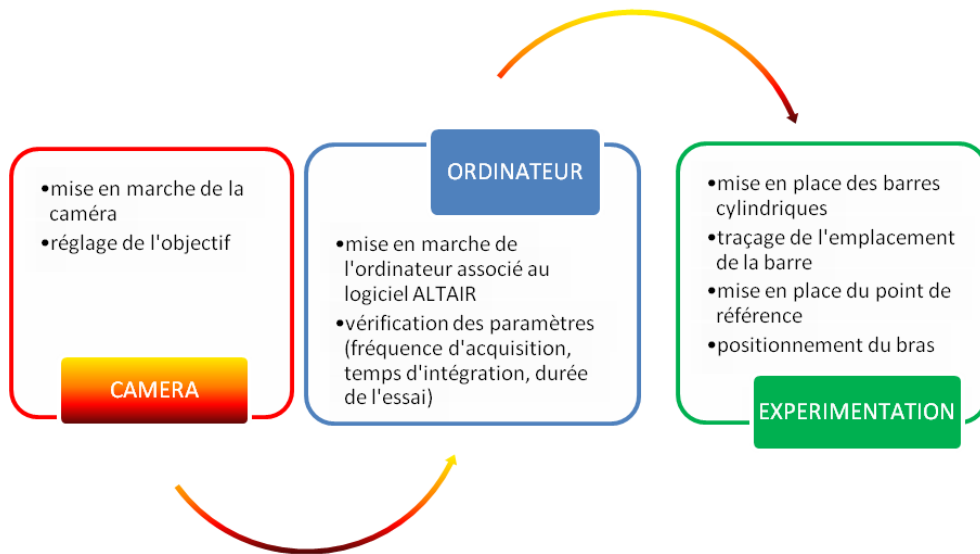 •mise en marche de la
caméra
•réglage de l'objectif
CAMERA
ORDINATEUR
•mise en marche de
l'ordinateur associé au
logiciel ALTAIR
•vérification des paramètres
(fréquence d'acquisition,
temps d'intégration, durée
de l'essai)
•mise en place des barres
cylindriques
•traçage de l'emplacement
de la barre
•mise en place du point de
référence
•positionnement du bras
EXPERIMENTATION